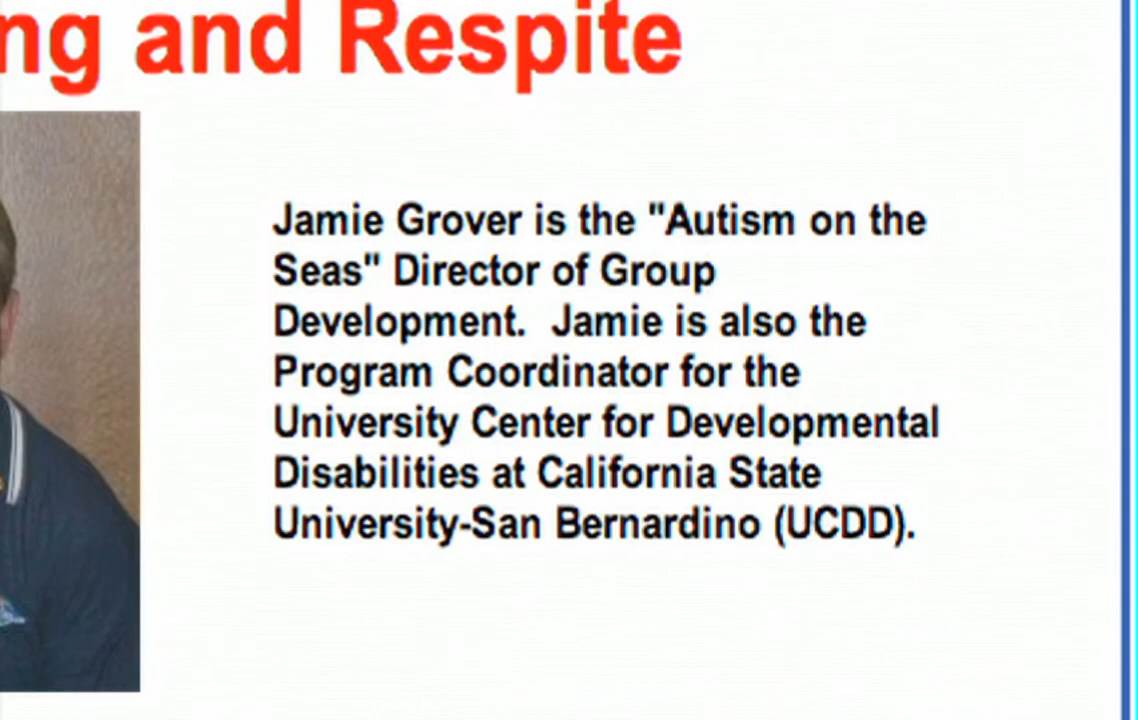 ng and Respite
Jamie Grover is the "Autism on the
Seas" Director of Group
Development.  Jamie is also the
Program Coordinator for the
University Center for Developmental
Disabilities at California State
University-San Bernardino (UCDD).